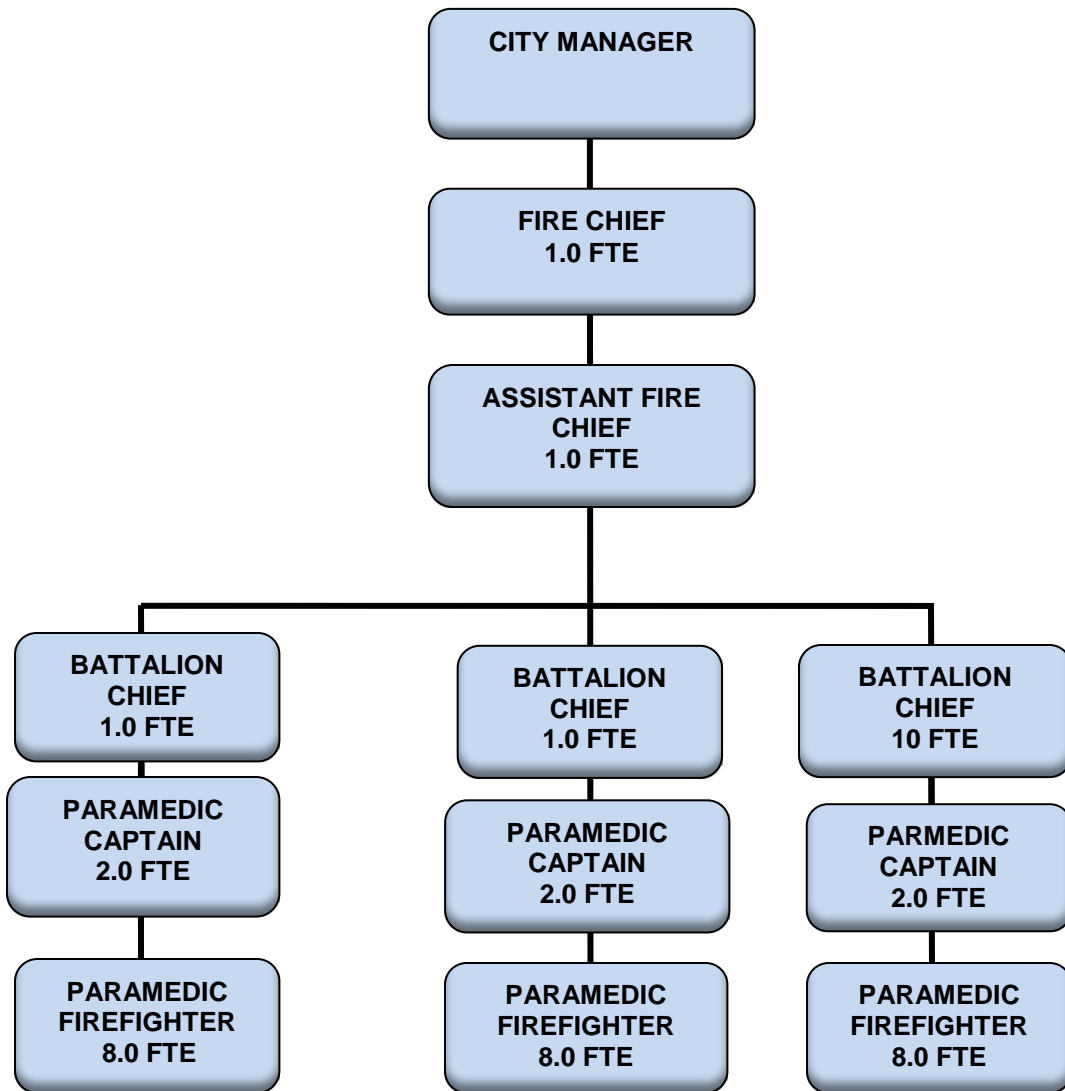 CITY MANAGER
FIRE CHIEF
1.0 FTE
ASSISTANT FIRE
CHIEF
1.0 FTE
BATTALION
CHIEF
1.0 FTE
BATTALION
CHIEF
1.0 FTE
BATTALION
CHIEF
10 FTE
PARAMEDIC
CAPTAIN
2.0 FTE
PARAMEDIC
CAPTAIN
2.0 FTE
PARMEDIC
CAPTAIN
2.0 FTE
PARAMEDIC
FIREFIGHTER
8.0 FTE
PARAMEDIC
FIREFIGHTER
8.0 FTE
PARAMEDIC
FIREFIGHTER
8.0 FTE